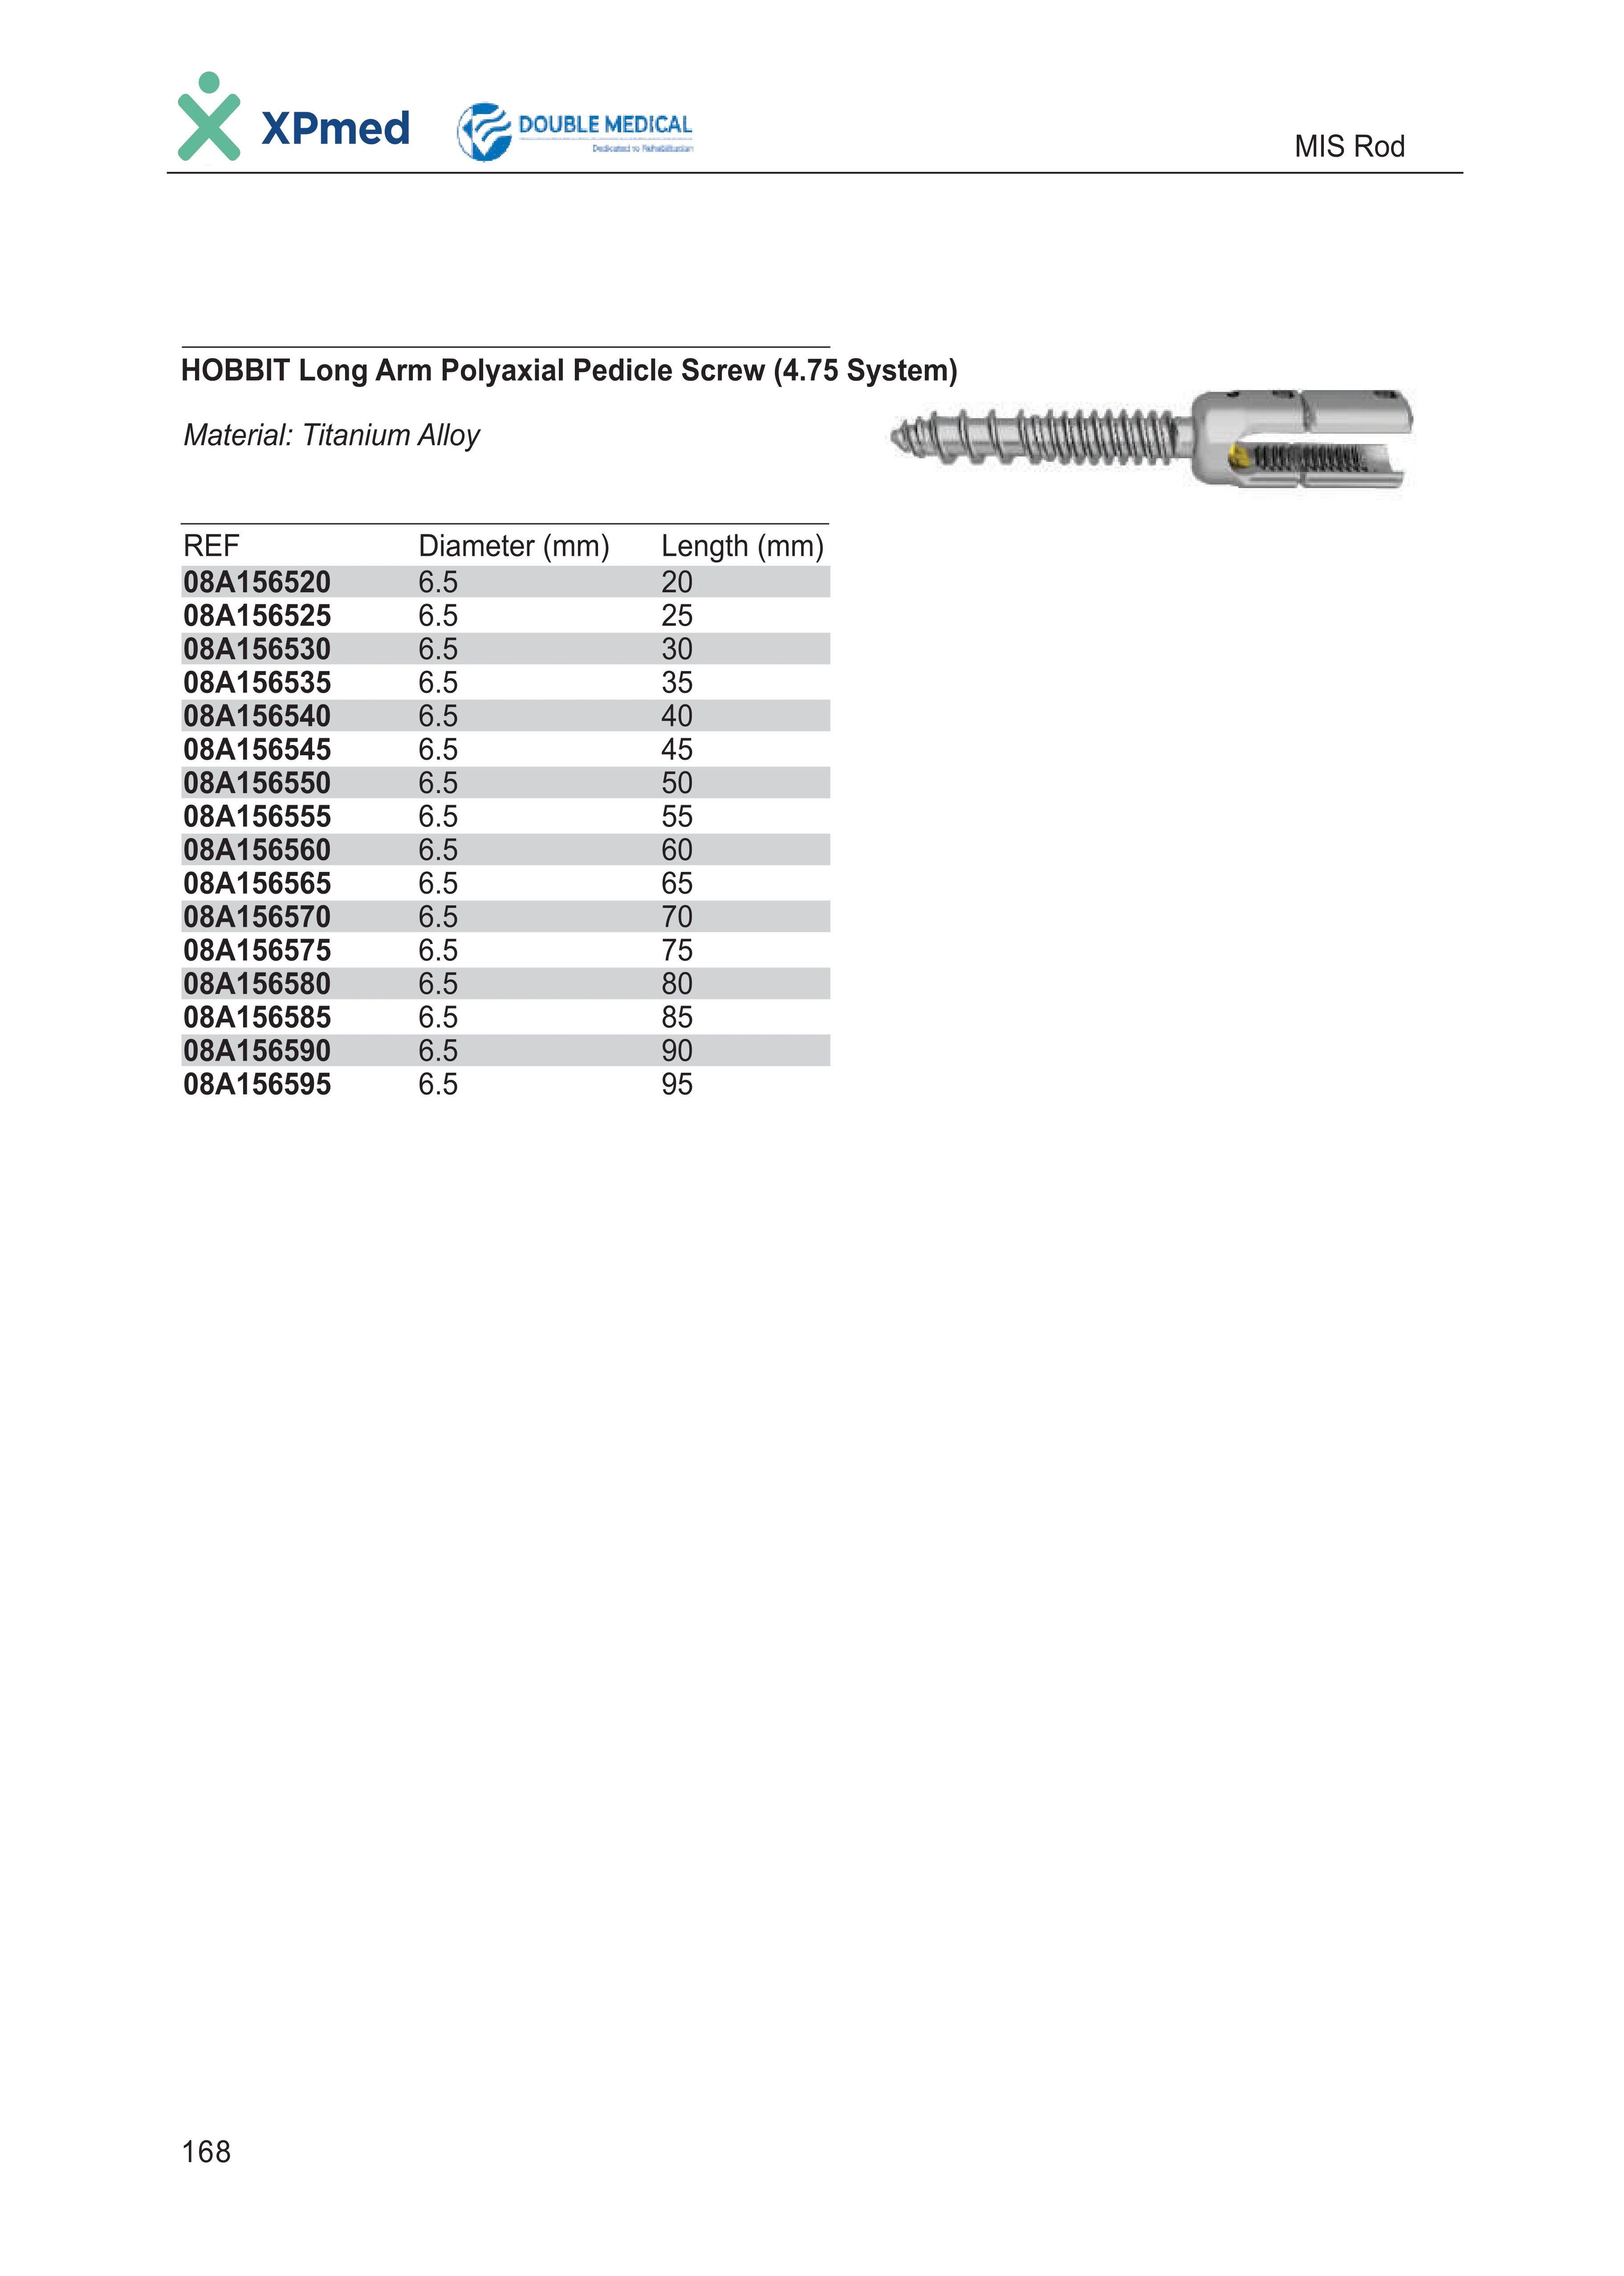 XPmed
DOUBLE MEDICAL
Dedicated to Rehabilitation
MIS Rod
HOBBIT Long Arm Polyaxial Pedicle Screw (4.75 System)
Material: Titanium Alloy
REF Diameter (mm) Length (mm)
08A156520 6.5 20
08A156525 6.5 25
08A156530 6.5 30
08A156535 6.5 35
08A156540 6.5 40
08A156545 6.5 45
08A156550 6.5 50
08A156555 6.5 55
08A156560 6.5 60
08A156565 6.5 65
08A156570 6.5 70
08A156575 6.5 75
08A156580 6.5 80
08A156585 6.5 85
08A156590 6.5 90
08A156595 6.5 95
168